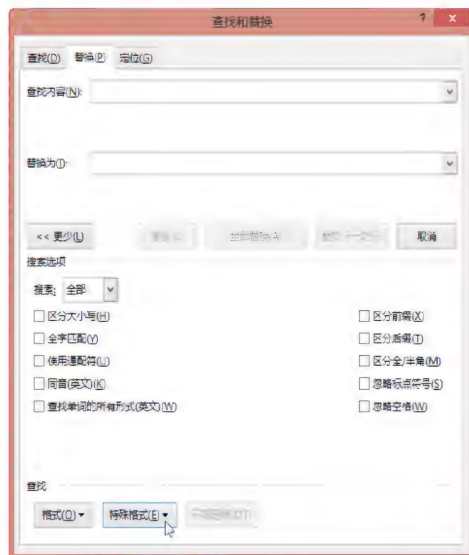 查找和替换
查找(D) 替换(P) 定位(G)
查找内容(N):
替换为(I):
<< 更少(L) 取消
搜索选项
搜索: 全部
区分大小写(H) 区分前缀(X)
全字匹配(Y) 区分后缀(T)
使用通配符(U) 区分全/半角(M)
同音(英文)(K) 忽略标点符号(S)
查找单词的所有形式(英文)(W) 忽略空格(W)
查找
格式(O) 特殊格式(E)